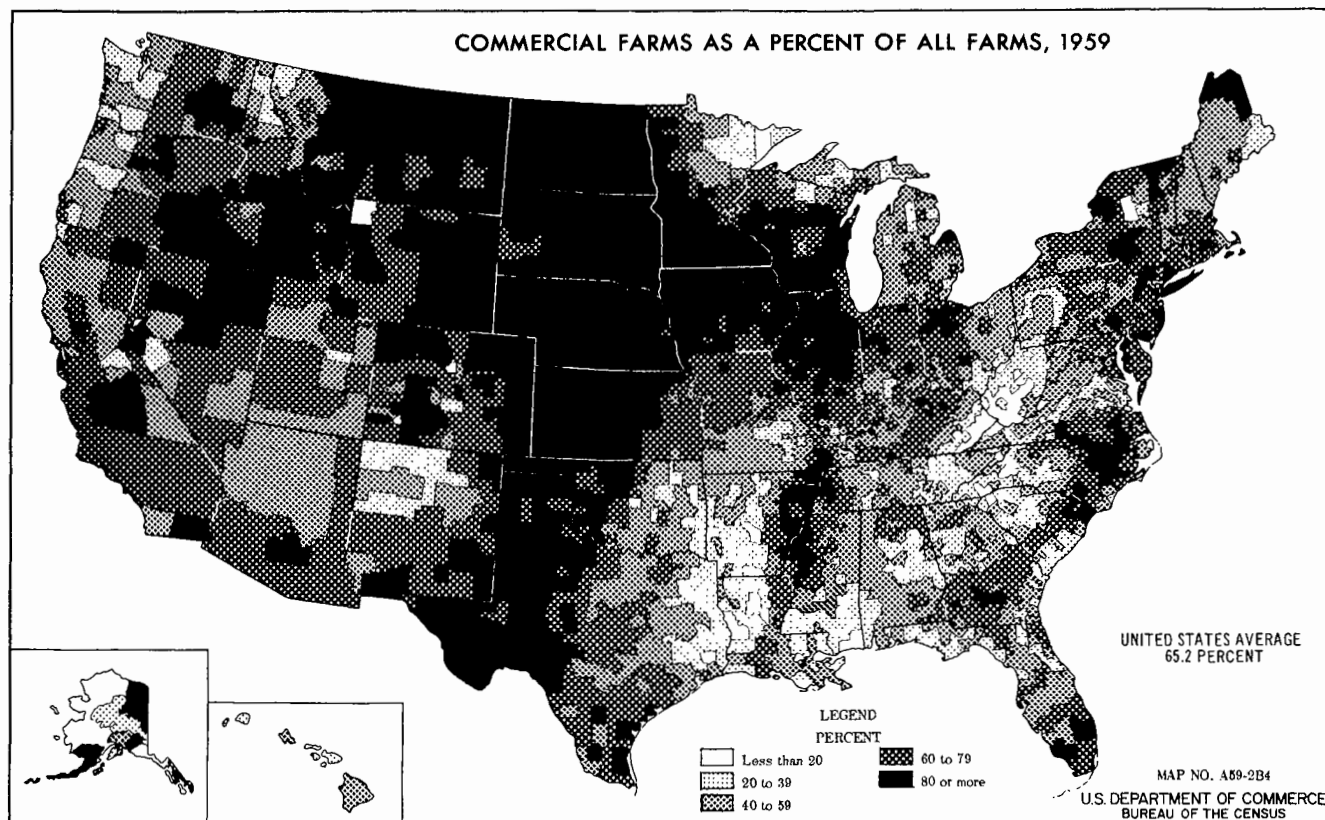 COMMERCIAL FARMS AS A PERCENT OF ALL FARMS, 1959
UNITED STATES AVERAGE
65.2 PERCENT
LEGEND
PERCENT
Less than 20
20 to 39
40 to 59
60 to 79
80 or more
MAP NO. A59-2B4
U.S. DEPARTMENT OF COMMERCE
BUREAU OF THE CENSUS